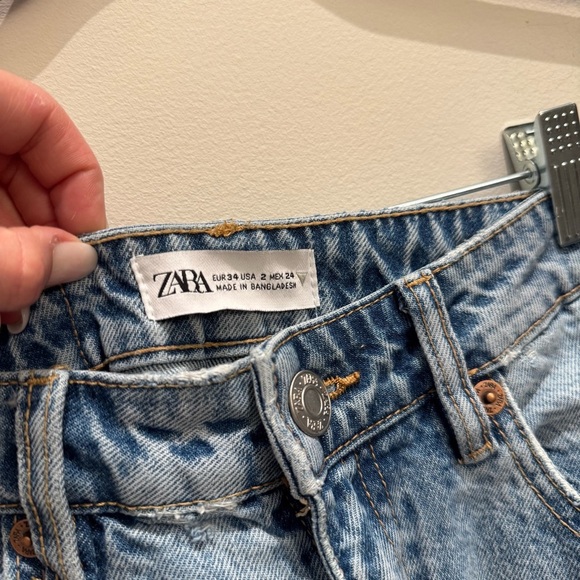 ZARA
EUR 34 USA 2 MEX 24
MADE IN BANGLADESH